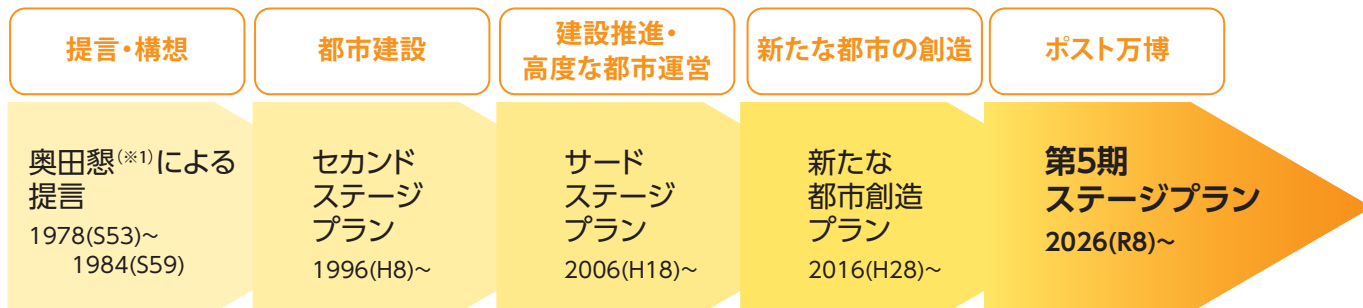 提言・構想
都市建設
建設推進・
高度な都市運営
新たな都市の創造
ポスト万博
奥田懇(※1)による
提言
1978(S53)~
1984(S59)
セカンド
ステージ
プラン
1996(H8)~
サード
ステージ
プラン
2006(H18)~
新たな
都市創造
プラン
2016(H28)~
第5期
ステージプラン
2026(R8)~